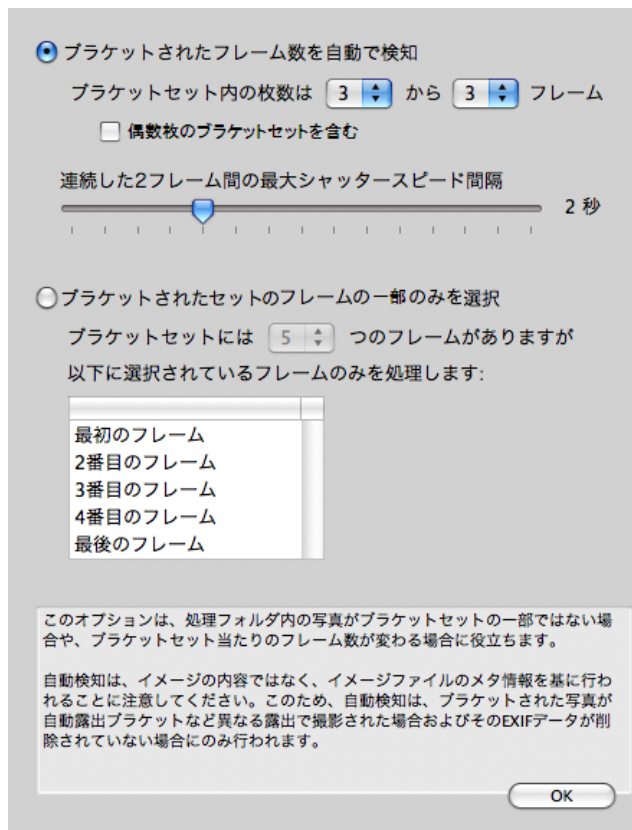 ブラケットされたフレーム数を自動で検知
ブラケットセット内の枚数は 3 から 3 フレーム
偶数枚のブラケットセットを含む
連続した2フレーム間の最大シャッタースピード間隔
2 秒
ブラケットされたセットのフレームの一部のみを選択
ブラケットセットには 5 つのフレームがありますが
以下に選択されているフレームのみを処理します:
最初のフレーム
2番目のフレーム
3番目のフレーム
4番目のフレーム
最後のフレーム
このオプションは、処理フォルダ内の写真がブラケットセットの一部ではない場
合や、ブラケットセット当たりのフレーム数が変わる場合に役立ちます。
自動検知は、イメージの内容ではなく、イメージファイルのメタ情報を基に行わ
れることに注意してください。このため、自動検知は、ブラケットされた写真が
自動露出ブラケットなど異なる露出で撮影された場合およびそのEXIFデータが削
除されていない場合にのみ行われます。
OK